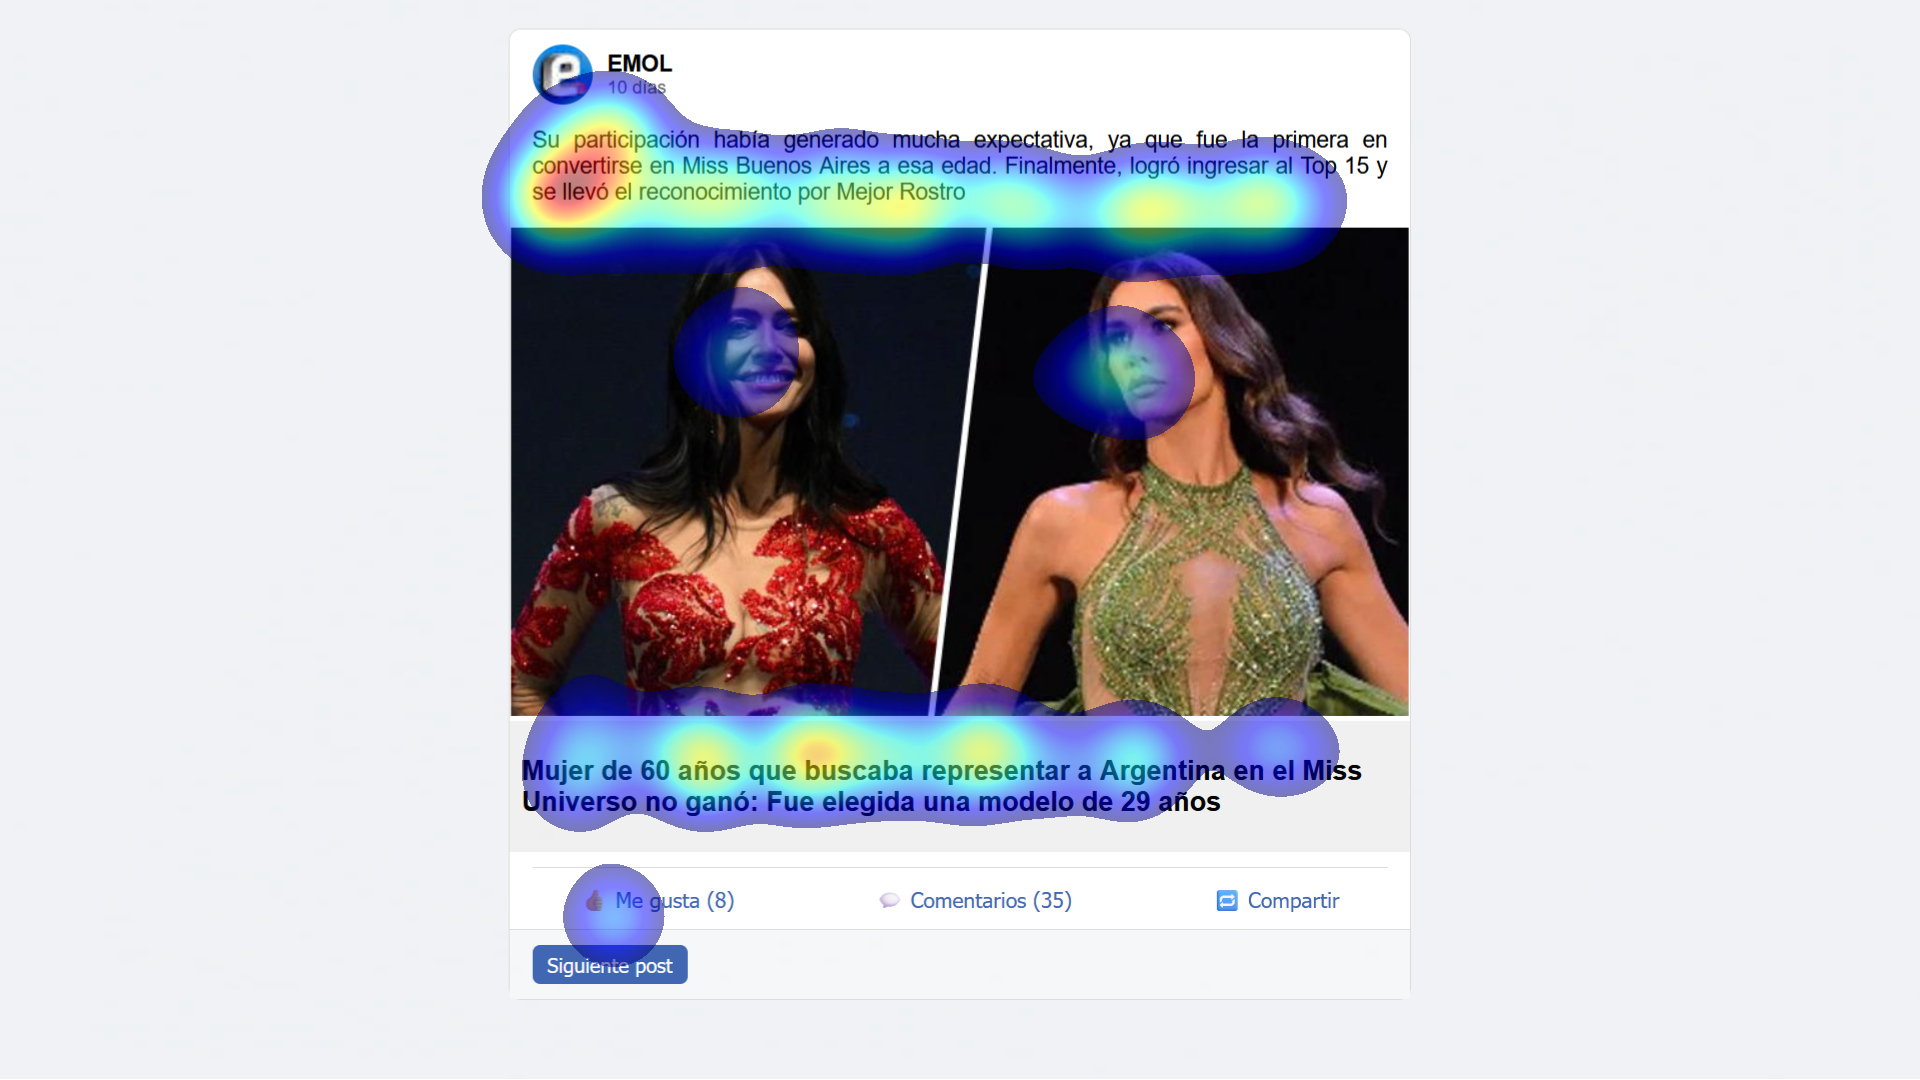 EMOL
10 días
Su participación había generado mucha expectativa, ya que fue la primera en
convertirse en Miss Buenos Aires a esa edad. Finalmente, logró ingresar al Top 15 y
se llevó el reconocimiento por Mejor Rostro
Mujer de 60 años que buscaba representar a Argentina en el Miss
Universo no ganó: Fue elegida una modelo de 29 años
Me gusta (8) Comentarios (35) Compartir
Siguiente post